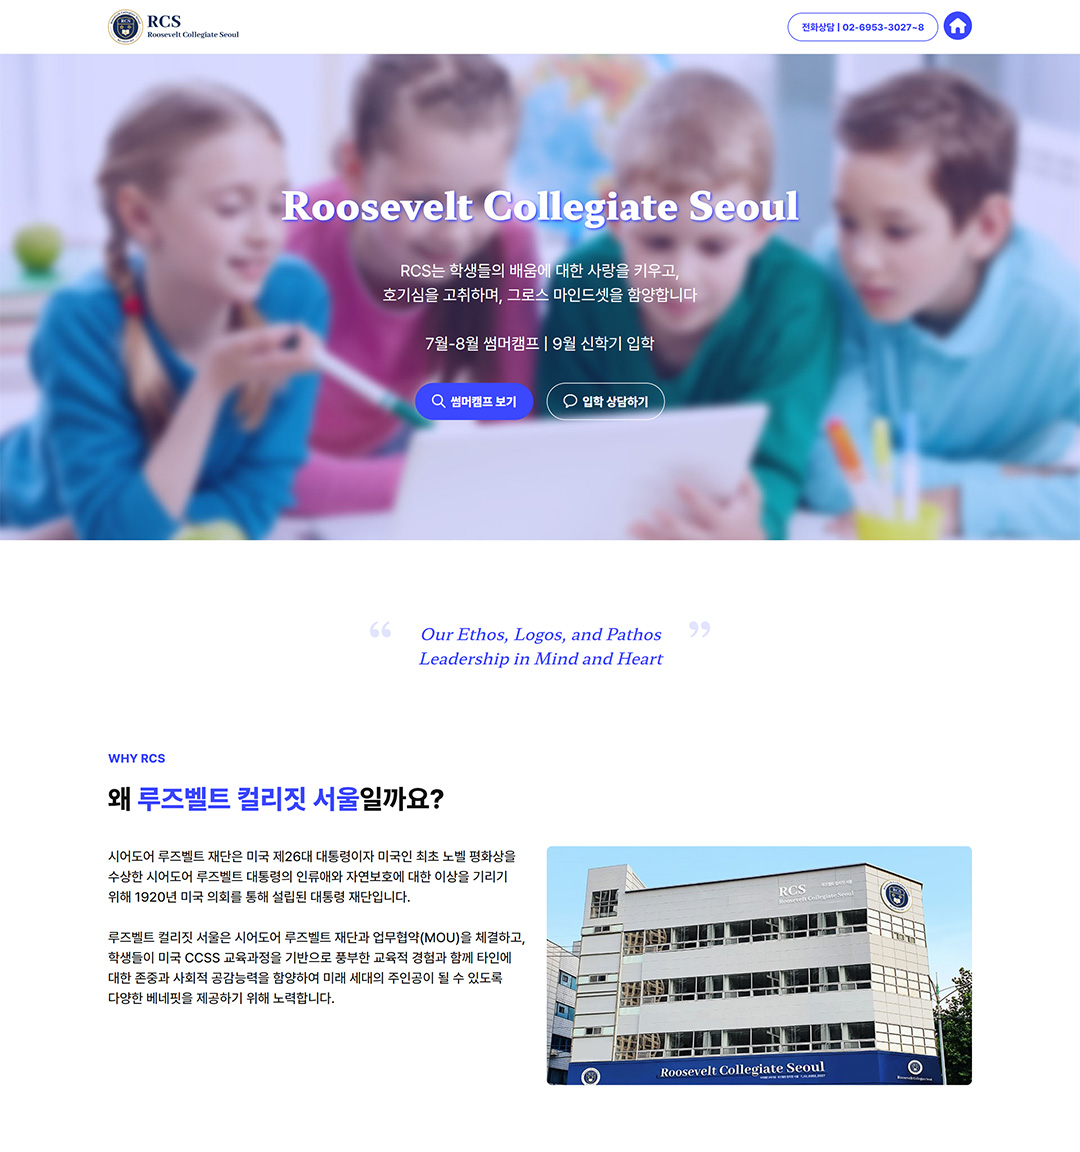 RCS
Roosevelt Collegiate Seoul
전화상담 | 02-6953-3027~8
Roosevelt Collegiate Seoul
RCS는 학생들의 배움에 대한 사랑을 키우고,
호기심을 고취하며, 그로스 마인드셋을 함양합니다
7월-8월 썸머캠프 | 9월 신학기 입학
썸머캠프 보기
입학 상담하기
“ Our Ethos, Logos, and Pathos ”
Leadership in Mind and Heart
WHY RCS
왜 루즈벨트 컬리짓 서울일까요?
시어도어 루즈벨트 재단은 미국 제26대 대통령이자 미국인 최초 노벨 평화상을
수상한 시어도어 루즈벨트 대통령의 인류애와 자연보호에 대한 이상을 기리기
위해 1920년 미국 의회를 통해 설립된 대통령 재단입니다.
루즈벨트 컬리짓 서울은 시어도어 루즈벨트 재단과 업무협약(MOU)을 체결하고,
학생들이 미국 CCSS 교육과정을 기반으로 풍부한 교육적 경험과 함께 타인에
대한 존중과 사회적 공감능력을 함양하여 미래 세대의 주인공이 될 수 있도록
다양한 베네핏을 제공하기 위해 노력합니다.
RCS
Roosevelt Collegiate Seoul
Roosevelt Collegiate Seoul